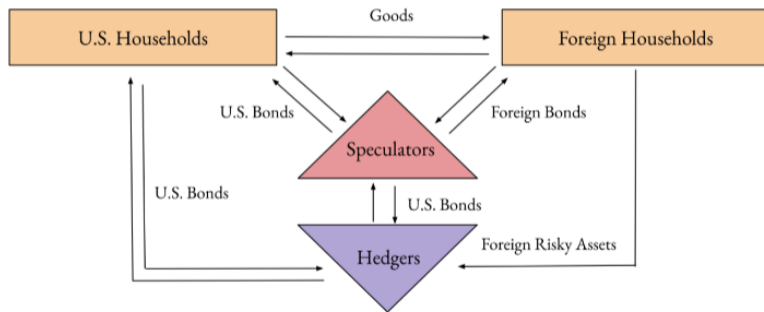 Goods
U.S. Households
Foreign Households
U.S. Bonds
Foreign Bonds
Speculators
U.S. Bonds
U.S. Bonds
Foreign Risky Assets
Hedgers